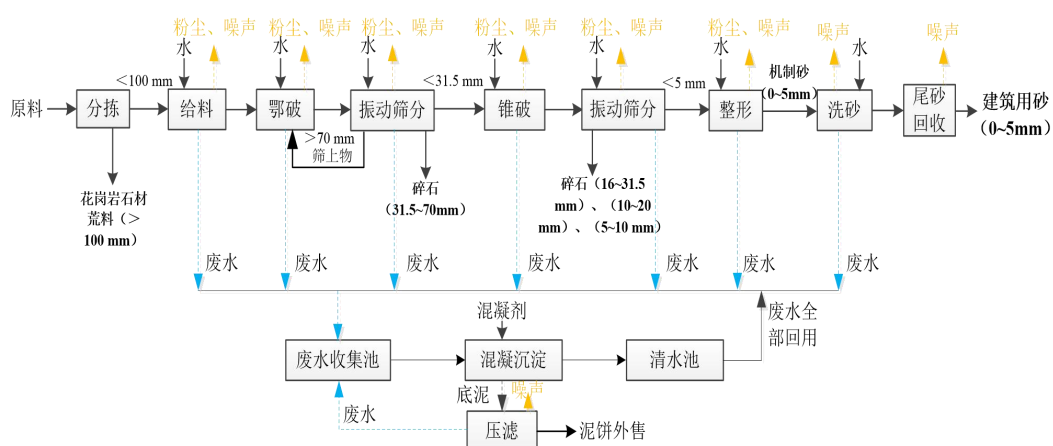 粉尘、噪声
粉尘、噪声
粉尘、噪声
粉尘、噪声
粉尘、噪声
粉尘、噪声
噪声
噪声
水
水
水
水
水
水
水
原料
分拣
＜100 mm
给料
鄂破
振动筛分
＜31.5 mm
锥破
振动筛分
＜5 mm
整形
机制砂
（0~5mm）
洗砂
尾砂
回收
建筑用砂
（0~5mm）
＞70 mm
筛上物
花岗岩石材
荒料（＞
100 mm）
碎石
（31.5~70mm）
碎石（16~31.5
mm）、（10~20
mm）、（5~10 mm）
废水
废水
废水
废水
废水
废水
废水
混凝剂
废水全
部回用
废水收集池
混凝沉淀
清水池
底泥
噪声
废水
压滤
泥饼外售